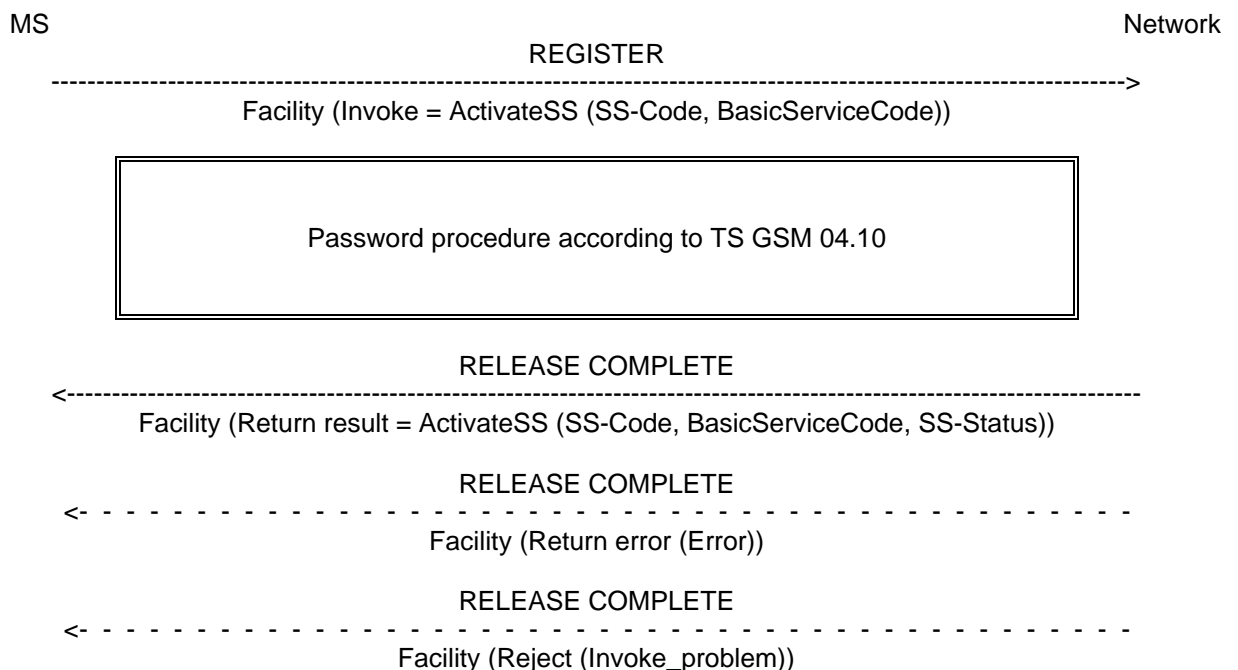 MS Network
REGISTER
Facility (Invoke = ActivateSS (SS-Code, BasicServiceCode))
Password procedure according to TS GSM 04.10
RELEASE COMPLETE
Facility (Return result = ActivateSS (SS-Code, BasicServiceCode, SS-Status))
RELEASE COMPLETE
Facility (Return error (Error))
RELEASE COMPLETE
Facility (Reject (Invoke_problem))